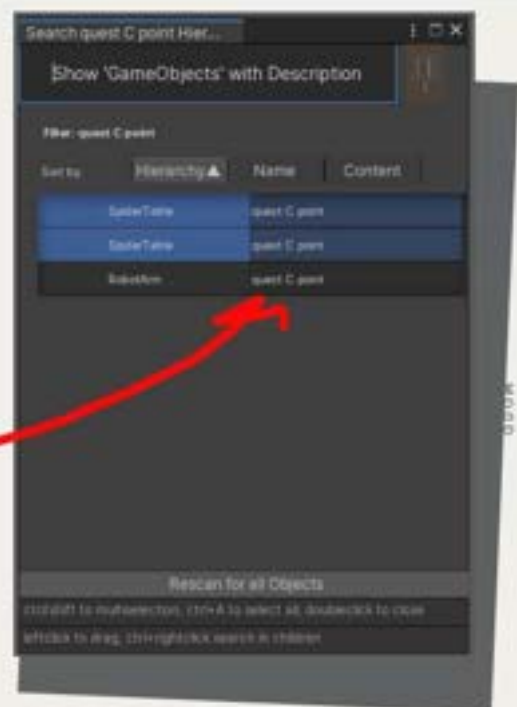 Search quest C point Hier...
Show 'GameObjects' with Description
Filter: quest C point
Sort by Hierarchy▲ Name Content
SpiderTable quest C point
SpiderTable quest C point
RobotArm quest C point
Rescan for all Objects
ctrl/shift to multiselection, ctrl+A to select all, doubleclick to close
leftclick to drag, ctrl+rightclick search in children